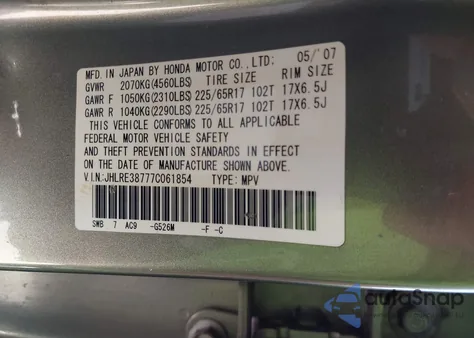 MFD. IN JAPAN BY HONDA MOTOR CO., LTD: 05/'07
GVWR 2070KG(4560LBS) TIRE SIZE RIM SIZE
GAWR F 1050KG(2310LBS) 225/65R17 102T 17X6.5J
GAWR R 1040KG(2290LBS) 225/65R17 102T 17X6.5J
THIS VEHICLE CONFORMS TO ALL APPLICABLE
FEDERAL MOTOR VEHICLE SAFETY
AND THEFT PREVENTION STANDARDS IN EFFECT
ON THE DATE OF MANUFACTURE SHOWN ABOVE.
V.I.N:JHLRE38777C061854 TYPE: MPV
SWB 7 AC9 -G526M -F -C
autoSnap